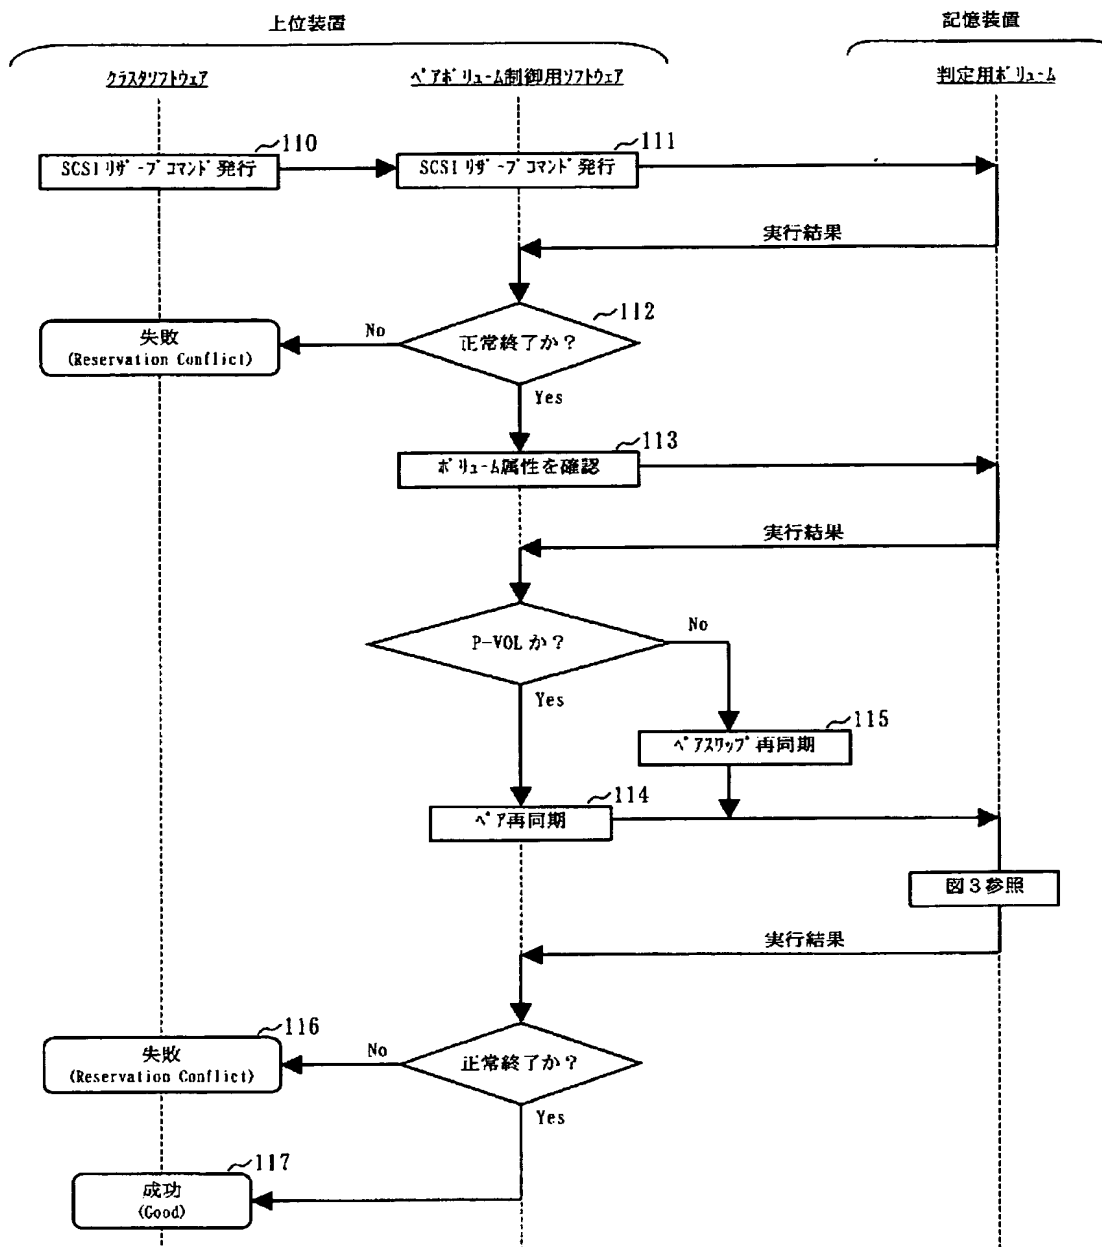 上位装置
記憶装置
クラスタソフトウェア
ペアボリューム制御用ソフトウェア
判定用ボリューム
110
111
SCSIリザーブコマンド発行
SCSIリザーブコマンド発行
実行結果
112
失敗
(Reservation Conflict)
No
正常終了か?
Yes
113
ボリューム属性を確認
実行結果
P-VOLか?
No
Yes
115
ペアスワップ再同期
114
ペア再同期
図3参照
実行結果
116
失敗
(Reservation Conflict)
No
正常終了か?
Yes
117
成功
(Good)